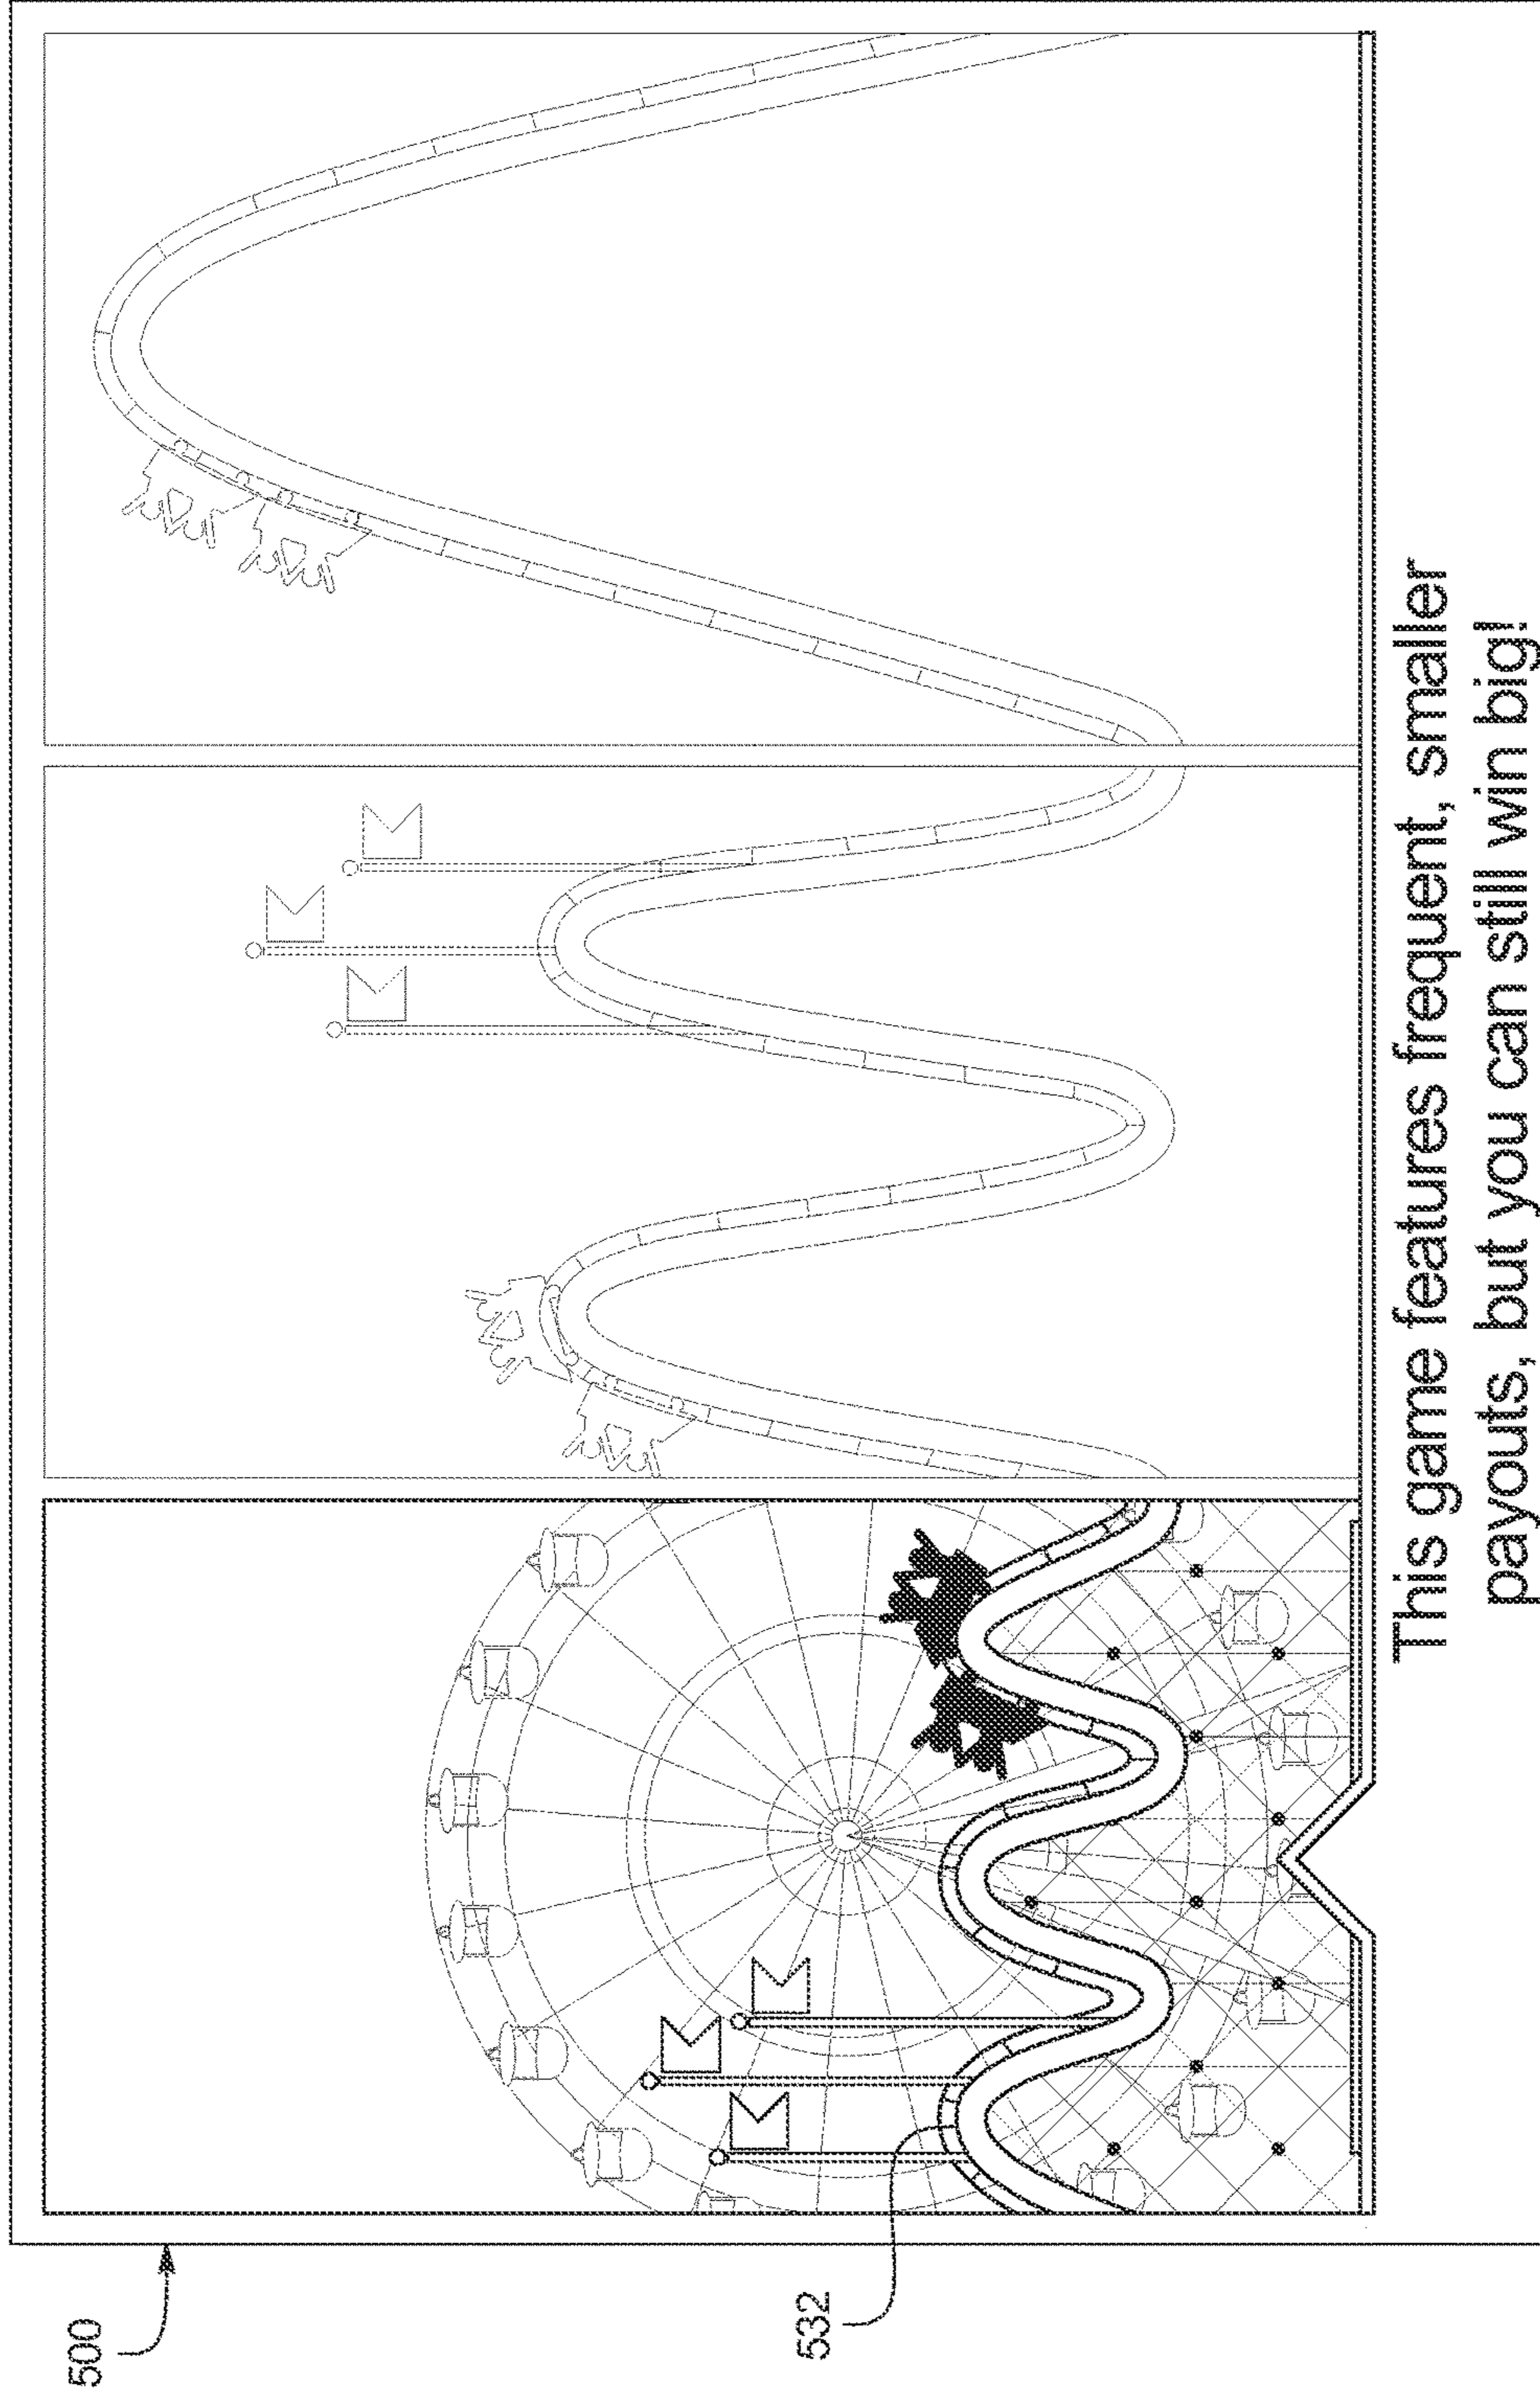 500
532
This game features frequent, smaller
payouts, but you can still win big!